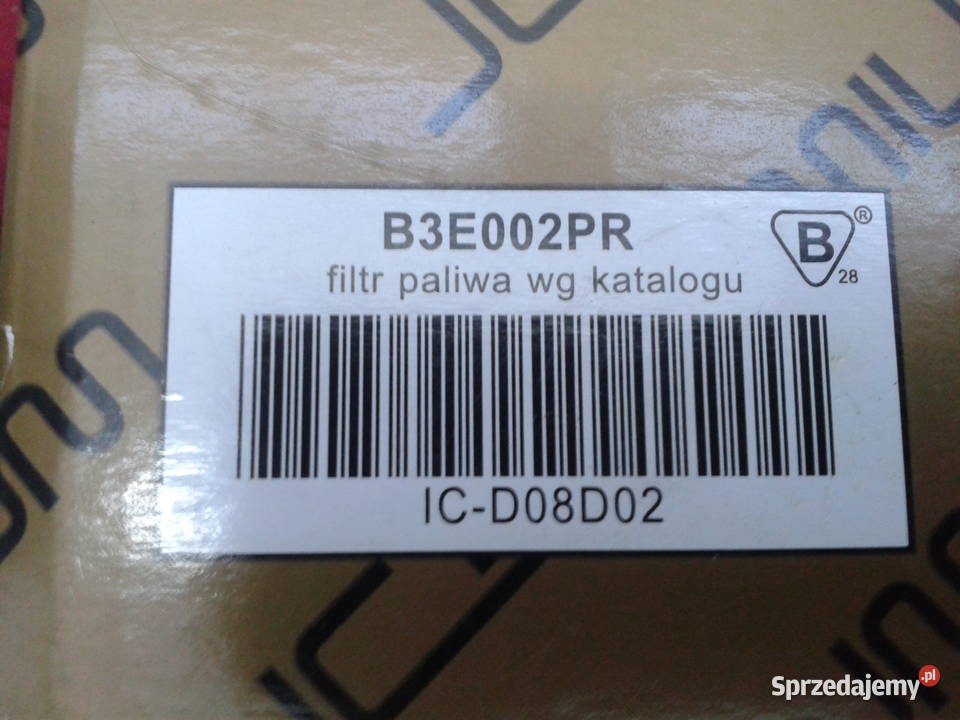 B3E002PR
B ®
28
filtr paliwa wg katalogu
IC-D08D02
Sprzedajemy.pl